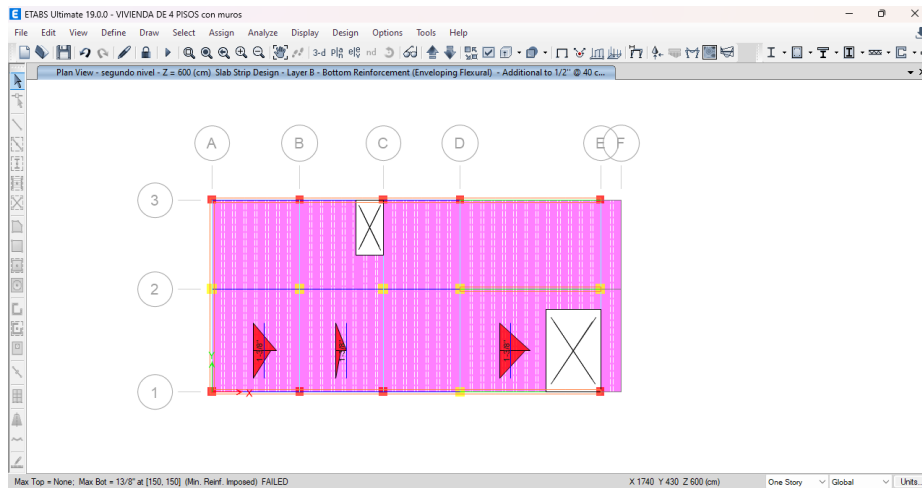 ETABS Ultimate 19.0.0 - VIVIENDA DE 4 PISOS con muros
File Edit View Define Draw Select Assign Analyze Display Design Options Tools Help
3-d nd
Plan View - segundo nivel - Z = 600 (cm) Slab Strip Design - Layer B - Bottom Reinforcement (Enveloping Flexural) - Additional to 1/2" @ 40 c...
A B C D E F
3
2
1
Y
X
Max Top = None; Max Bot = 13/8" at [150, 150] (Min. Reinf. Imposed) FAILED X 1740 Y 430 Z 600 (cm) One Story Global Units...